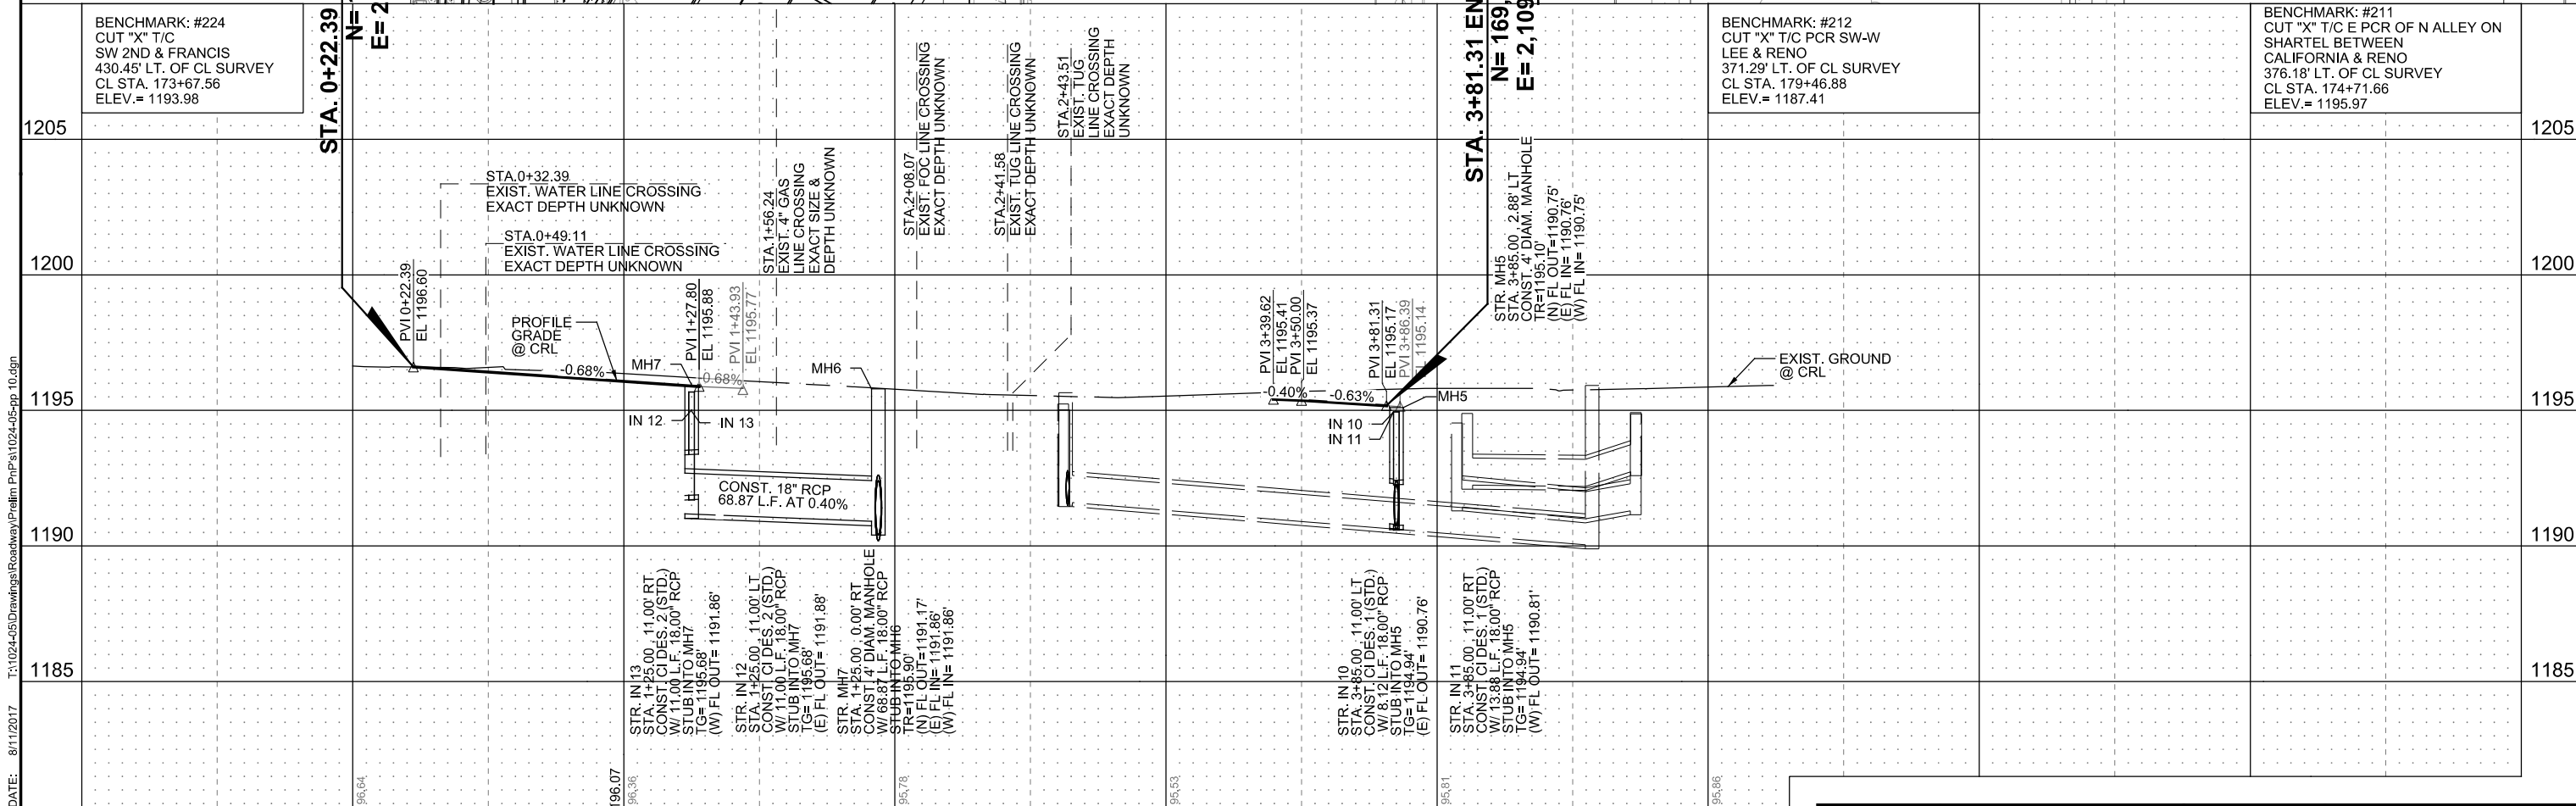 BENCHMARK: #224
CUT "X" T/C
SW 2ND & FRANCIS
430.45' LT. OF CL SURVEY
CL STA. 173+67.56
ELEV.= 1193.98
STA. 0+22.39
N=
E= 2
STA. 3+81.31 EN
N= 169,
E= 2,109
BENCHMARK: #212
CUT "X" T/C PCR SW-W
LEE & RENO
371.29' LT. OF CL SURVEY
CL STA. 179+46.88
ELEV.= 1187.41
BENCHMARK: #211
CUT "X" T/C E PCR OF N ALLEY ON
SHARTEL BETWEEN
CALIFORNIA & RENO
376.18' LT. OF CL SURVEY
CL STA. 174+71.66
ELEV.= 1195.97
1205
1205
1200
1200
1195
1195
1190
1190
1185
1185
STA.0+32.39
EXIST. WATER LINE CROSSING
EXACT DEPTH UNKNOWN
STA.0+49.11
EXIST. WATER LINE CROSSING
EXACT DEPTH UNKNOWN
STA.1+56.24
EXIST. 4" GAS
LINE CROSSING
EXACT SIZE &
DEPTH UNKNOWN
STA.2+08.07
EXIST. FOC LINE CROSSING
EXACT DEPTH UNKNOWN
STA.2+41.58
EXIST. TUG LINE CROSSING
EXACT DEPTH UNKNOWN
STA.2+43.51
EXIST. TUG
LINE CROSSING
EXACT DEPTH
UNKNOWN
STR. MH5
STA. 3+85.00 , 2.88' LT
CONST. 4' DIAM. MANHOLE
TR=1195.10'
(N) FL OUT=1190.75'
(E) FL IN= 1190.76'
(W) FL IN= 1190.75'
PVI 0+22.39
EL 1196.60
PROFILE
GRADE
@ CRL
-0.68%
MH7
PVI 1+27.80
EL 1195.88
PVI 1+43.93
EL 1195.77
-0.68%
MH6
PVI 3+39.62
EL 1195.41
PVI 3+50.00
EL 1195.37
PVI 3+81.31
EL 1195.17
PVI 3+86.39
EL 1195.14
-0.40%
-0.63%
MH5
EXIST. GROUND
@ CRL
IN 12
IN 13
IN 10
IN 11
CONST. 18" RCP
68.87 L.F. AT 0.40%
STR. IN 13
STA. 1+25.00 , 11.00' RT
CONST. CI DES. 2 (STD.)
W/ 11.00 L.F. 18.00" RCP
STUB INTO MH7
TG= 1195.68'
(W) FL OUT= 1191.86'
STR. IN 12
STA. 1+25.00 , 11.00' LT
CONST. CI DES. 2 (STD.)
W/ 11.00 L.F. 18.00" RCP
STUB INTO MH7
TG= 1195.68'
(E) FL OUT= 1191.88'
STR. MH7
STA. 1+25.00 , 0.00' RT
CONST. 4' DIAM. MANHOLE
W/ 68.87 L.F. 18.00" RCP
STUB INTO MH6
TR=1195.90'
(N) FL OUT=1191.17'
(E) FL IN= 1191.86'
(W) FL IN= 1191.86'
STR. IN 10
STA. 3+85.00 , 11.00' LT
CONST. CI DES. 1 (STD.)
W/ 8.12 L.F. 18.00" RCP
STUB INTO MH5
TG= 1194.94'
(E) FL OUT= 1190.76'
STR. IN 11
STA. 3+85.00 , 11.00' RT
CONST. CI DES. 1 (STD.)
W/ 13.88 L.F. 18.00" RCP
STUB INTO MH5
TG= 1194.94'
(W) FL OUT= 1190.81'
96.64
196.07
96.36
95.78
95.53
95.81
95.86
DATE: 8/11/2017 T:\1024-05\Drawings\Roadway\Prelim PnP's\1024-05-pp 10.dgn